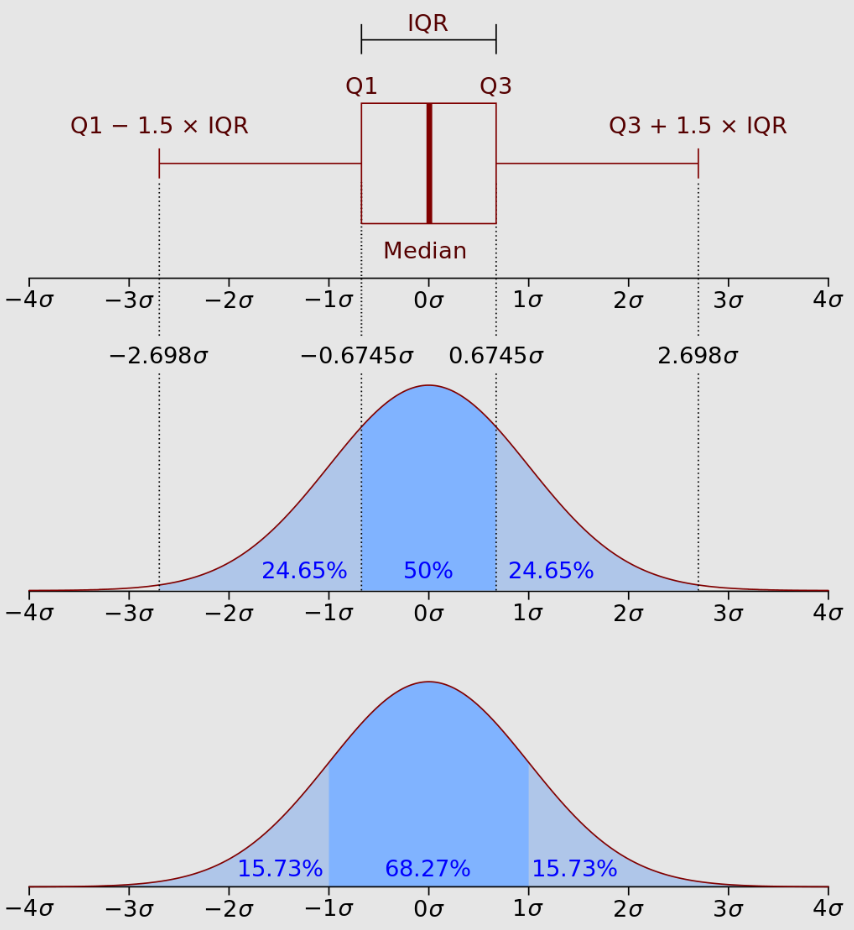 IQR
Q1 Q3
Q1 − 1.5 × IQR Q3 + 1.5 × IQR
Median
−4σ −3σ −2σ −1σ 0σ 1σ 2σ 3σ 4σ
−2.698σ −0.6745σ 0.6745σ 2.698σ
24.65% 50% 24.65%
−4σ −3σ −2σ −1σ 0σ 1σ 2σ 3σ 4σ
15.73% 68.27% 15.73%
−4σ −3σ −2σ −1σ 0σ 1σ 2σ 3σ 4σ